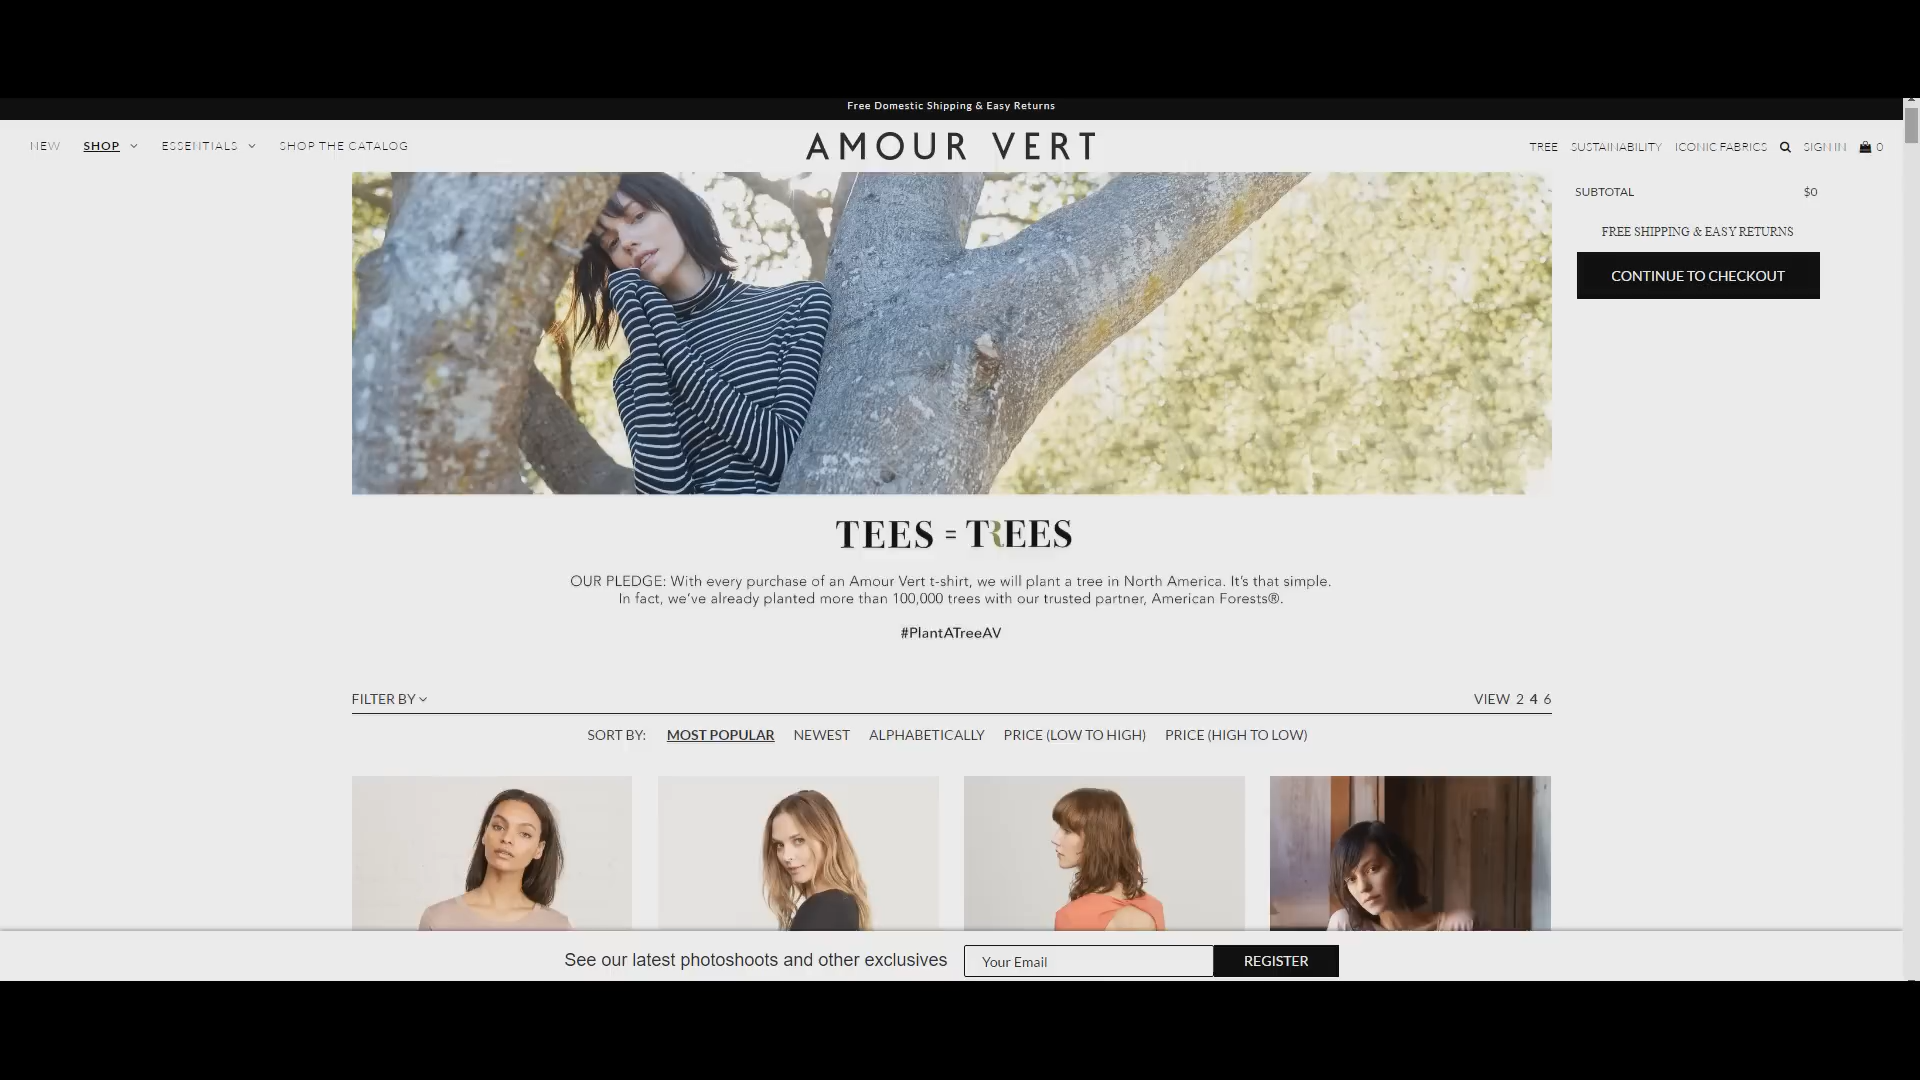 Free Domestic Shipping & Easy Returns
NEW SHOP ESSENTIALS SHOP THE CATALOG
AMOUR VERT
TREE SUSTAINABILITY ICONIC FABRICS SIGN IN 0
SUBTOTAL $0
FREE SHIPPING & EASY RETURNS
CONTINUE TO CHECKOUT
TEES = TREES
OUR PLEDGE: With every purchase of an Amour Vert t-shirt, we will plant a tree in North America. It's that simple.
In fact, we've already planted more than 100,000 trees with our trusted partner, American Forests®.
#PlantATreeAV
FILTER BY VIEW 2 4 6
SORT BY: MOST POPULAR NEWEST ALPHABETICALLY PRICE (LOW TO HIGH) PRICE (HIGH TO LOW)
See our latest photoshoots and other exclusives Your Email REGISTER